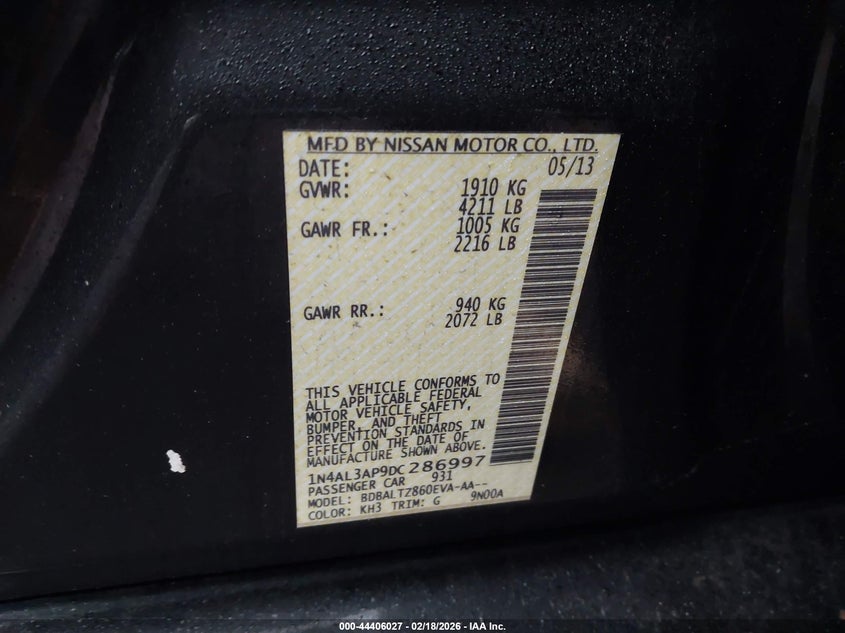 MFD BY NISSAN MOTOR CO., LTD.
DATE: 05/13
GVWR: 1910 KG
4211 LB
GAWR FR.: 1005 KG
2216 LB
GAWR RR.: 940 KG
2072 LB
THIS VEHICLE CONFORMS TO
ALL APPLICABLE FEDERAL
MOTOR VEHICLE SAFETY,
BUMPER, AND THEFT
PREVENTION STANDARDS IN
EFFECT ON THE DATE OF
MANUFACTURE SHOWN ABOVE.
1N4AL3AP9DC286997
PASSENGER CAR 931
MODEL: BDBALTZ860EVA-AA--
COLOR: KH3 TRIM: G 9N00A
000-44406027 - 02/18/2026 - IAA Inc.